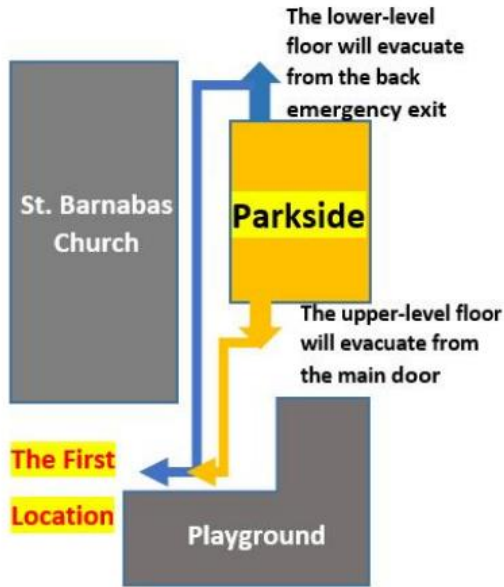 The lower-level
floor will evacuate
from the back
emergency exit
St. Barnabas
Church
Parkside
The upper-level floor
will evacuate from
the main door
The First
Location
Playground